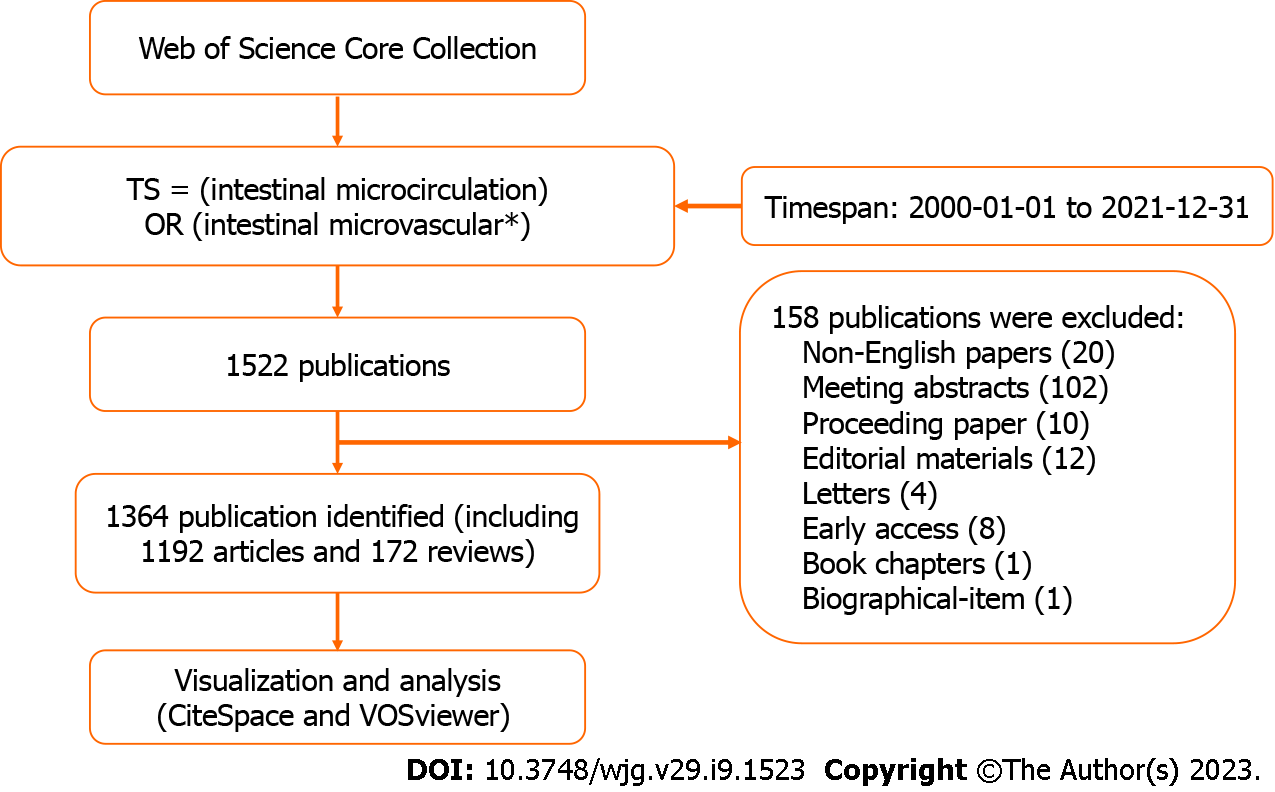 Web of Science Core Collection
TS = (intestinal microcirculation)
OR (intestinal microvascular*)
Timespan: 2000-01-01 to 2021-12-31
1522 publications
158 publications were excluded:
Non-English papers (20)
Meeting abstracts (102)
Proceeding paper (10)
Editorial materials (12)
Letters (4)
Early access (8)
Book chapters (1)
Biographical-item (1)
1364 publication identified (including
1192 articles and 172 reviews)
Visualization and analysis
(CiteSpace and VOSviewer)
DOI: 10.3748/wjg.v29.i9.1523 Copyright ©The Author(s) 2023.